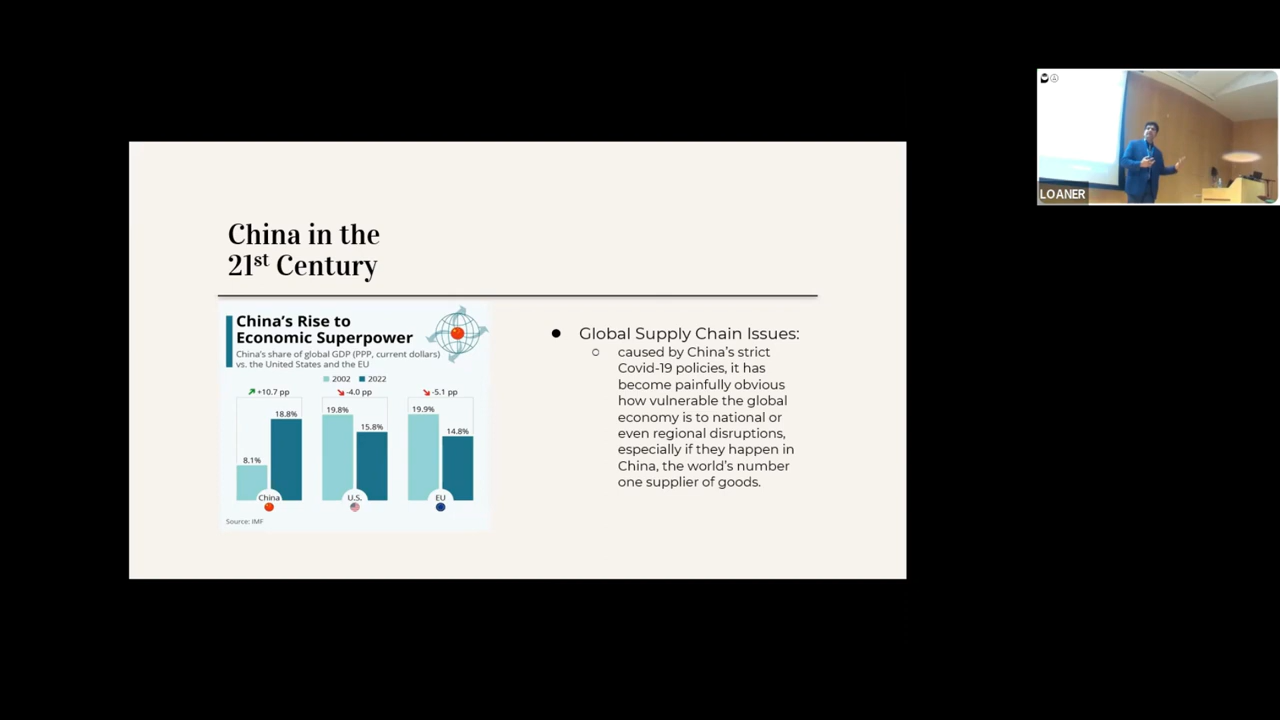 China in the
21st Century
China's Rise to
Economic Superpower
China's share of global GDP (PPP, current dollars)
vs. the United States and the EU
2002 2022
+10.7 pp -4.0 pp -5.1 pp
8.1% 18.8% 19.8% 15.8% 19.9% 14.8%
China U.S. EU
Source: IMF
● Global Supply Chain Issues:
○ caused by China's strict
Covid-19 policies, it has
become painfully obvious
how vulnerable the global
economy is to national or
even regional disruptions,
especially if they happen in
China, the world's number
one supplier of goods.
LOANER